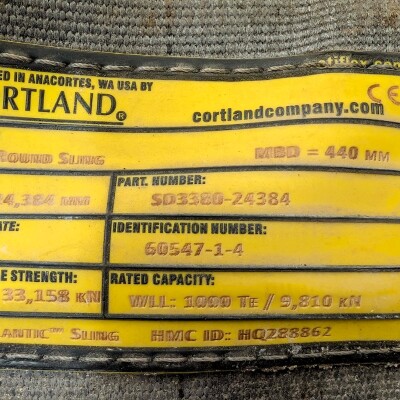 ED IN ANACORTES, WA USA BY
RTLAND®
cortlandcompany.com
CE
ROUND SLING MBD = 440 MM
24,384 MM
PART. NUMBER:
SD3380-24384
ATE:
IDENTIFICATION NUMBER:
60547-1-4
E STRENGTH:
33,158 KN
RATED CAPACITY:
WLL: 1000 TE / 9,810 KN
LANTIC™ SLING HMC ID: HQ288862